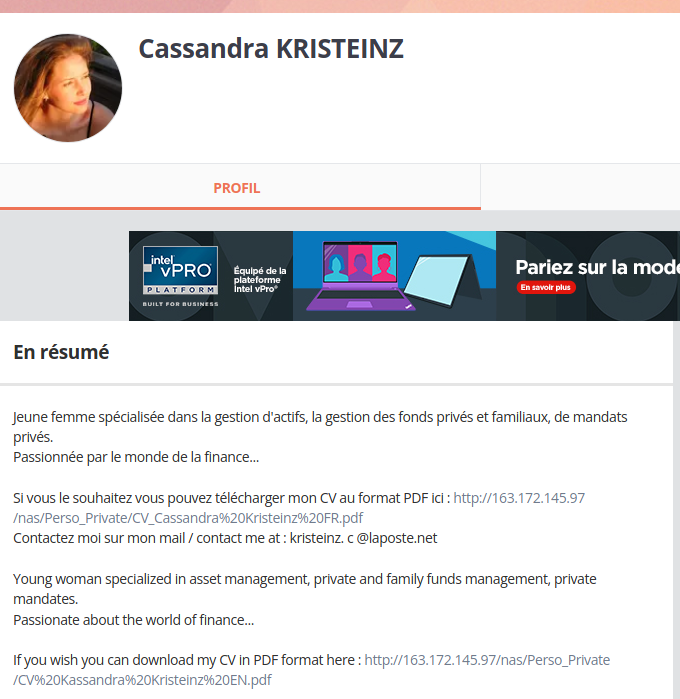 Cassandra KRISTEINZ
PROFIL
intel
vPRO
PLATFORM
BUILT FOR BUSINESS
Équipé de la
plateforme
Intel vPro®
Pariez sur la mode
En savoir plus
En résumé
Jeune femme spécialisée dans la gestion d'actifs, la gestion des fonds privés et familiaux, de mandats
privés.
Passionnée par le monde de la finance...
Si vous le souhaitez vous pouvez télécharger mon CV au format PDF ici : http://163.172.145.97
/nas/Perso_Private/CV_Cassandra%20Kristeinz%20FR.pdf
Contactez moi sur mon mail / contact me at : kristeinz. c @laposte.net
Young woman specialized in asset management, private and family funds management, private
mandates.
Passionate about the world of finance...
If you wish you can download my CV in PDF format here : http://163.172.145.97/nas/Perso_Private
/CV%20Kassandra%20Kristeinz%20EN.pdf